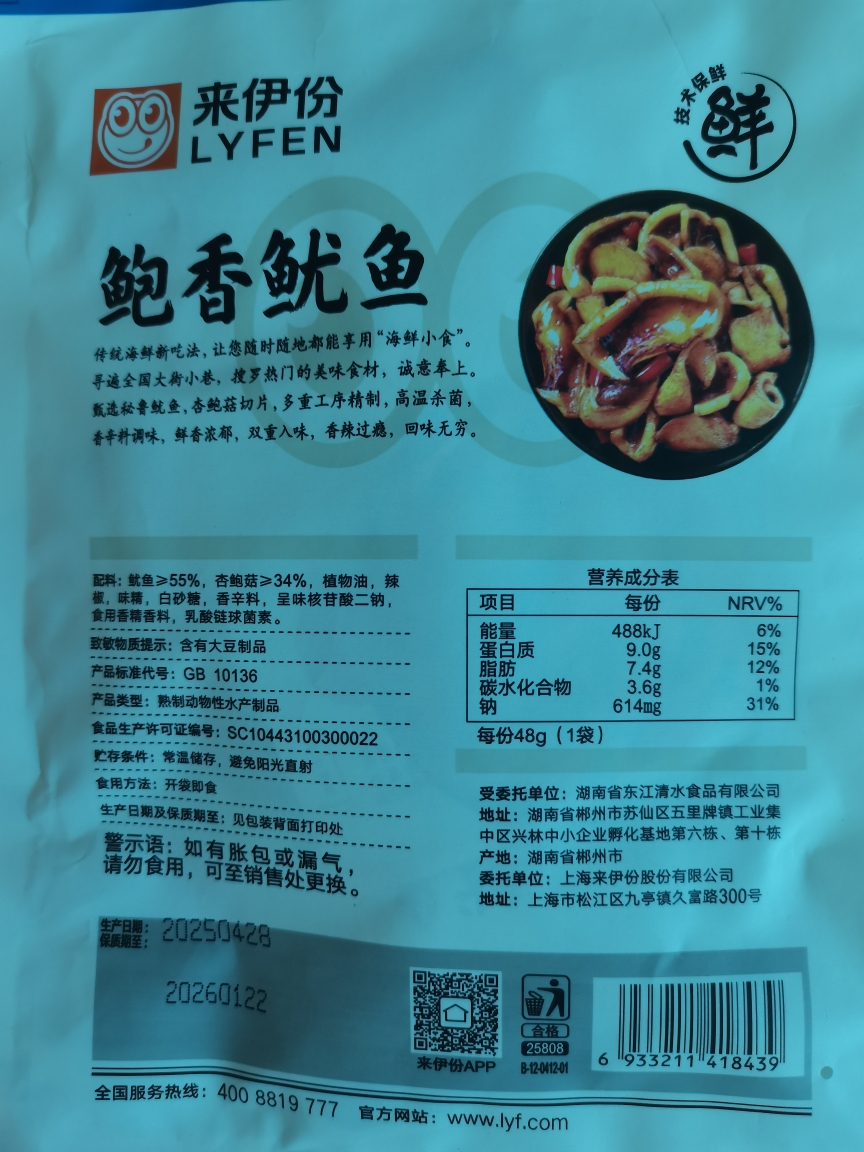 来伊份
LYFEN
技术保鲜
鲜
鲍香鱿鱼
传统海鲜新吃法，让您随时随地都能享用“海鲜小食”。
寻遍全国大街小巷，搜罗热门的美味食材，诚意奉上。
甄选秘鲁鱿鱼，杏鲍菇切片，多重工序精制，高温杀菌，
香辛料调味，鲜香浓郁，双重入味，香辣过瘾，回味无穷。
配料：鱿鱼≥55%，杏鲍菇≥34%，植物油，辣
椒，味精，白砂糖，香辛料，呈味核苷酸二钠，
食用香精香料，乳酸链球菌素。
致敏物质提示：含有大豆制品
产品标准代号：GB 10136
产品类型：熟制动物性水产制品
食品生产许可证编号：SC10443100300022
贮存条件：常温储存，避免阳光直射
食用方法：开袋即食
生产日期及保质期至：见包装背面打印处
警示语：如有胀包或漏气，
请勿食用，可至销售处更换。
营养成分表
项目 每份 NRV%
能量 488kJ 6%
蛋白质 9.0g 15%
脂肪 7.4g 12%
碳水化合物 3.6g 1%
钠 614mg 31%
每份48g（1袋）
受委托单位：湖南省东江清水食品有限公司
地址：湖南省郴州市苏仙区五里牌镇工业集
中区兴林中小企业孵化基地第六栋、第十栋
产地：湖南省郴州市
委托单位：上海来伊份股份有限公司
地址：上海市松江区九亭镇久富路300号
生产日期：
保质期至：
20250428
20260122
来伊份APP
合格
25808
B-12-0412-01
6 933211 418439
全国服务热线：400 8819 777 官方网站：www.lyf.com